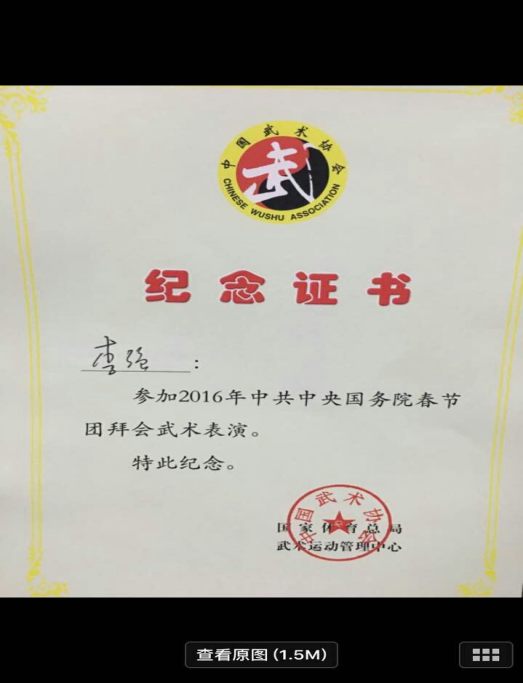 中国武术协会
武
CHINESE WUSHU ASSOCIATION
纪念证书
李强：
参加2016年中共中央国务院春节
团拜会武术表演。
特此纪念。
中国武术协会
国家体育总局
武术运动管理中心
查看原图 (1.5M)